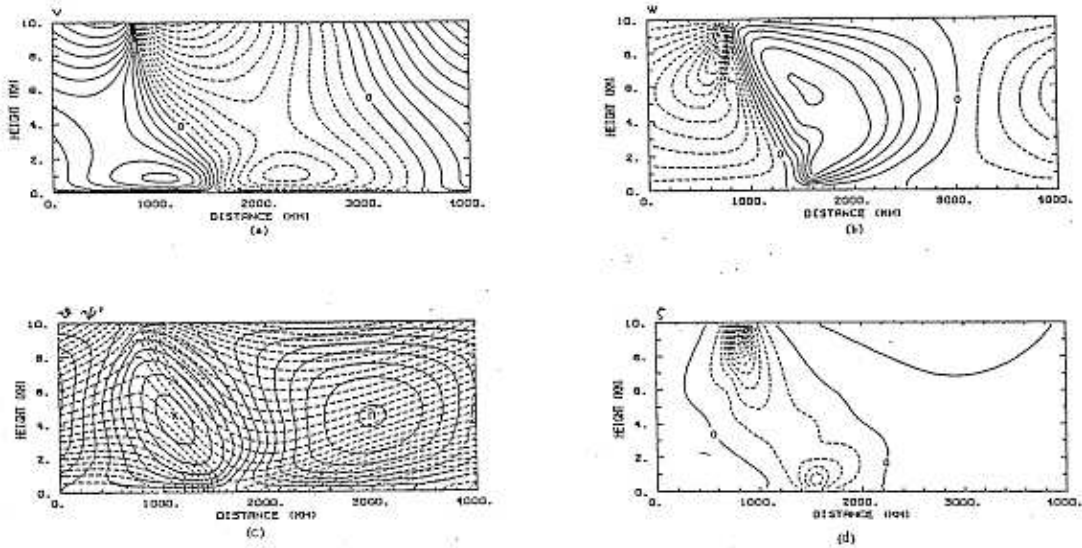 V
10.
8.
6.
4.
2.
0.
HEIGHT (KM)
0
0
0. 1000. 2000. 3000. 4000.
DISTANCE (KM)
(a)
W
10.
8.
6.
4.
2.
0.
HEIGHT (KM)
0
0
0. 1000. 2000. 3000. 4000.
DISTANCE (KM)
(b)
10.
8.
6.
4.
2.
0.
HEIGHT (KM)
0. 1000. 2000. 3000. 4000.
DISTANCE (KM)
(c)
ζ
10.
8.
6.
4.
2.
0.
HEIGHT (KM)
0
0
0. 1000. 2000. 3000. 4000.
DISTANCE (KM)
(d)